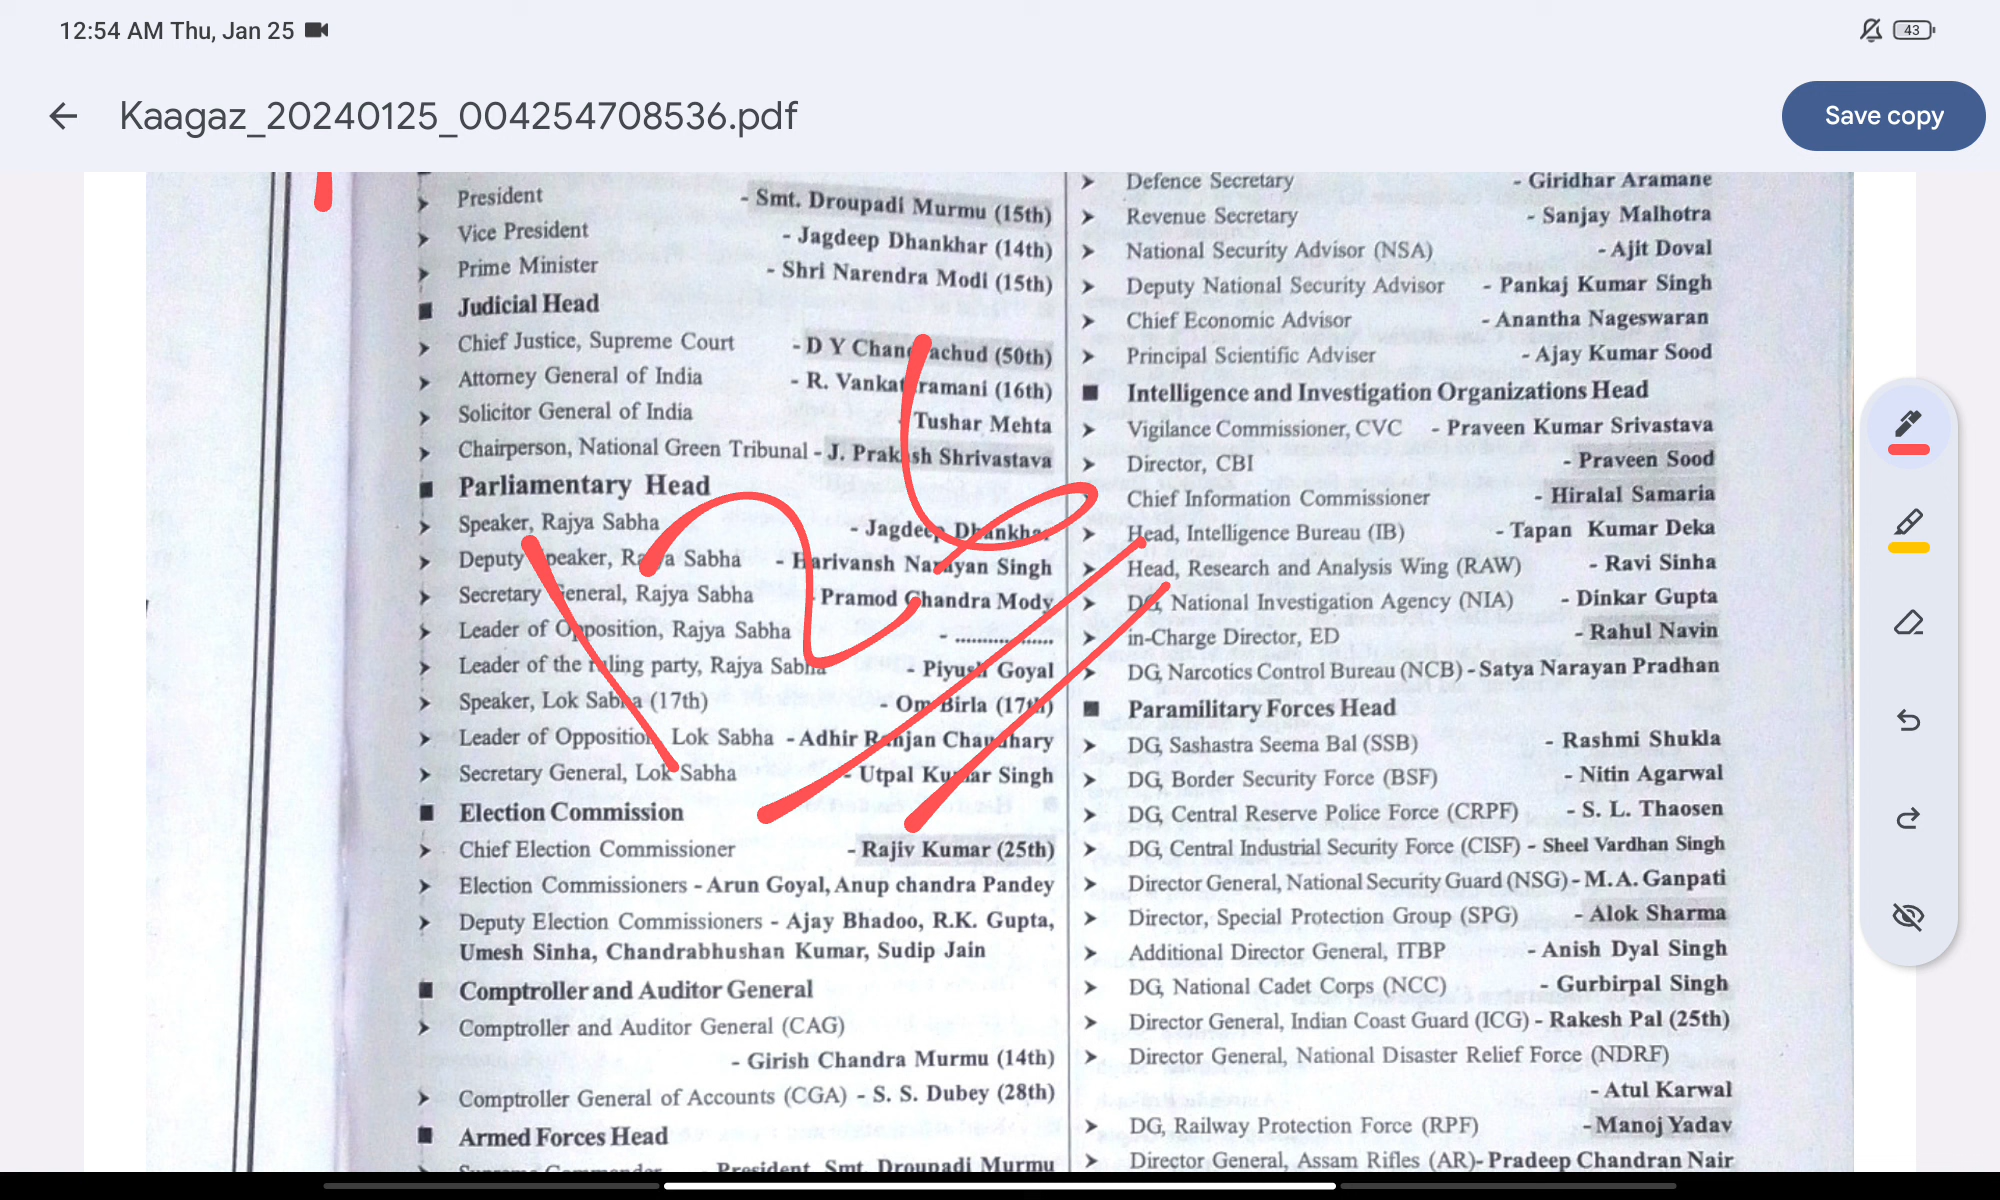 12:54 AM Thu, Jan 25
43
Kaagaz_20240125_004254708536.pdf
Save copy
➤ President - Smt. Droupadi Murmu (15th)
➤ Vice President - Jagdeep Dhankhar (14th)
➤ Prime Minister - Shri Narendra Modi (15th)
■ Judicial Head
➤ Chief Justice, Supreme Court - D Y Chandrachud (50th)
➤ Attorney General of India - R. Vankataramani (16th)
➤ Solicitor General of India - Tushar Mehta
➤ Chairperson, National Green Tribunal - J. Prakash Shrivastava
■ Parliamentary Head
➤ Speaker, Rajya Sabha - Jagdeep Dhankhar
➤ Deputy Speaker, Rajya Sabha - Harivansh Narayan Singh
➤ Secretary General, Rajya Sabha - Pramod Chandra Mody
➤ Leader of Opposition, Rajya Sabha - ..................
➤ Leader of the ruling party, Rajya Sabha - Piyush Goyal
➤ Speaker, Lok Sabha (17th) - Om Birla (17th)
➤ Leader of Opposition, Lok Sabha - Adhir Ranjan Chaudhary
➤ Secretary General, Lok Sabha - Utpal Kumar Singh
■ Election Commission
➤ Chief Election Commissioner - Rajiv Kumar (25th)
➤ Election Commissioners - Arun Goyal, Anup chandra Pandey
➤ Deputy Election Commissioners - Ajay Bhadoo, R.K. Gupta,
Umesh Sinha, Chandrabhushan Kumar, Sudip Jain
■ Comptroller and Auditor General
➤ Comptroller and Auditor General (CAG)
- Girish Chandra Murmu (14th)
➤ Comptroller General of Accounts (CGA) - S. S. Dubey (28th)
■ Armed Forces Head
➤ Supreme Commander - President, Smt. Droupadi Murmu
➤ Defence Secretary - Giridhar Aramane
➤ Revenue Secretary - Sanjay Malhotra
➤ National Security Advisor (NSA) - Ajit Doval
➤ Deputy National Security Advisor - Pankaj Kumar Singh
➤ Chief Economic Advisor - Anantha Nageswaran
➤ Principal Scientific Adviser - Ajay Kumar Sood
■ Intelligence and Investigation Organizations Head
➤ Vigilance Commissioner, CVC - Praveen Kumar Srivastava
➤ Director, CBI - Praveen Sood
➤ Chief Information Commissioner - Hiralal Samaria
➤ Head, Intelligence Bureau (IB) - Tapan Kumar Deka
➤ Head, Research and Analysis Wing (RAW) - Ravi Sinha
➤ DG, National Investigation Agency (NIA) - Dinkar Gupta
➤ in-Charge Director, ED - Rahul Navin
➤ DG, Narcotics Control Bureau (NCB) - Satya Narayan Pradhan
■ Paramilitary Forces Head
➤ DG, Sashastra Seema Bal (SSB) - Rashmi Shukla
➤ DG, Border Security Force (BSF) - Nitin Agarwal
➤ DG, Central Reserve Police Force (CRPF) - S. L. Thaosen
➤ DG, Central Industrial Security Force (CISF) - Sheel Vardhan Singh
➤ Director General, National Security Guard (NSG) - M. A. Ganpati
➤ Director, Special Protection Group (SPG) - Alok Sharma
➤ Additional Director General, ITBP - Anish Dyal Singh
➤ DG, National Cadet Corps (NCC) - Gurbirpal Singh
➤ Director General, Indian Coast Guard (ICG) - Rakesh Pal (25th)
➤ Director General, National Disaster Relief Force (NDRF)
- Atul Karwal
➤ DG, Railway Protection Force (RPF) - Manoj Yadav
➤ Director General, Assam Rifles (AR)- Pradeep Chandran Nair